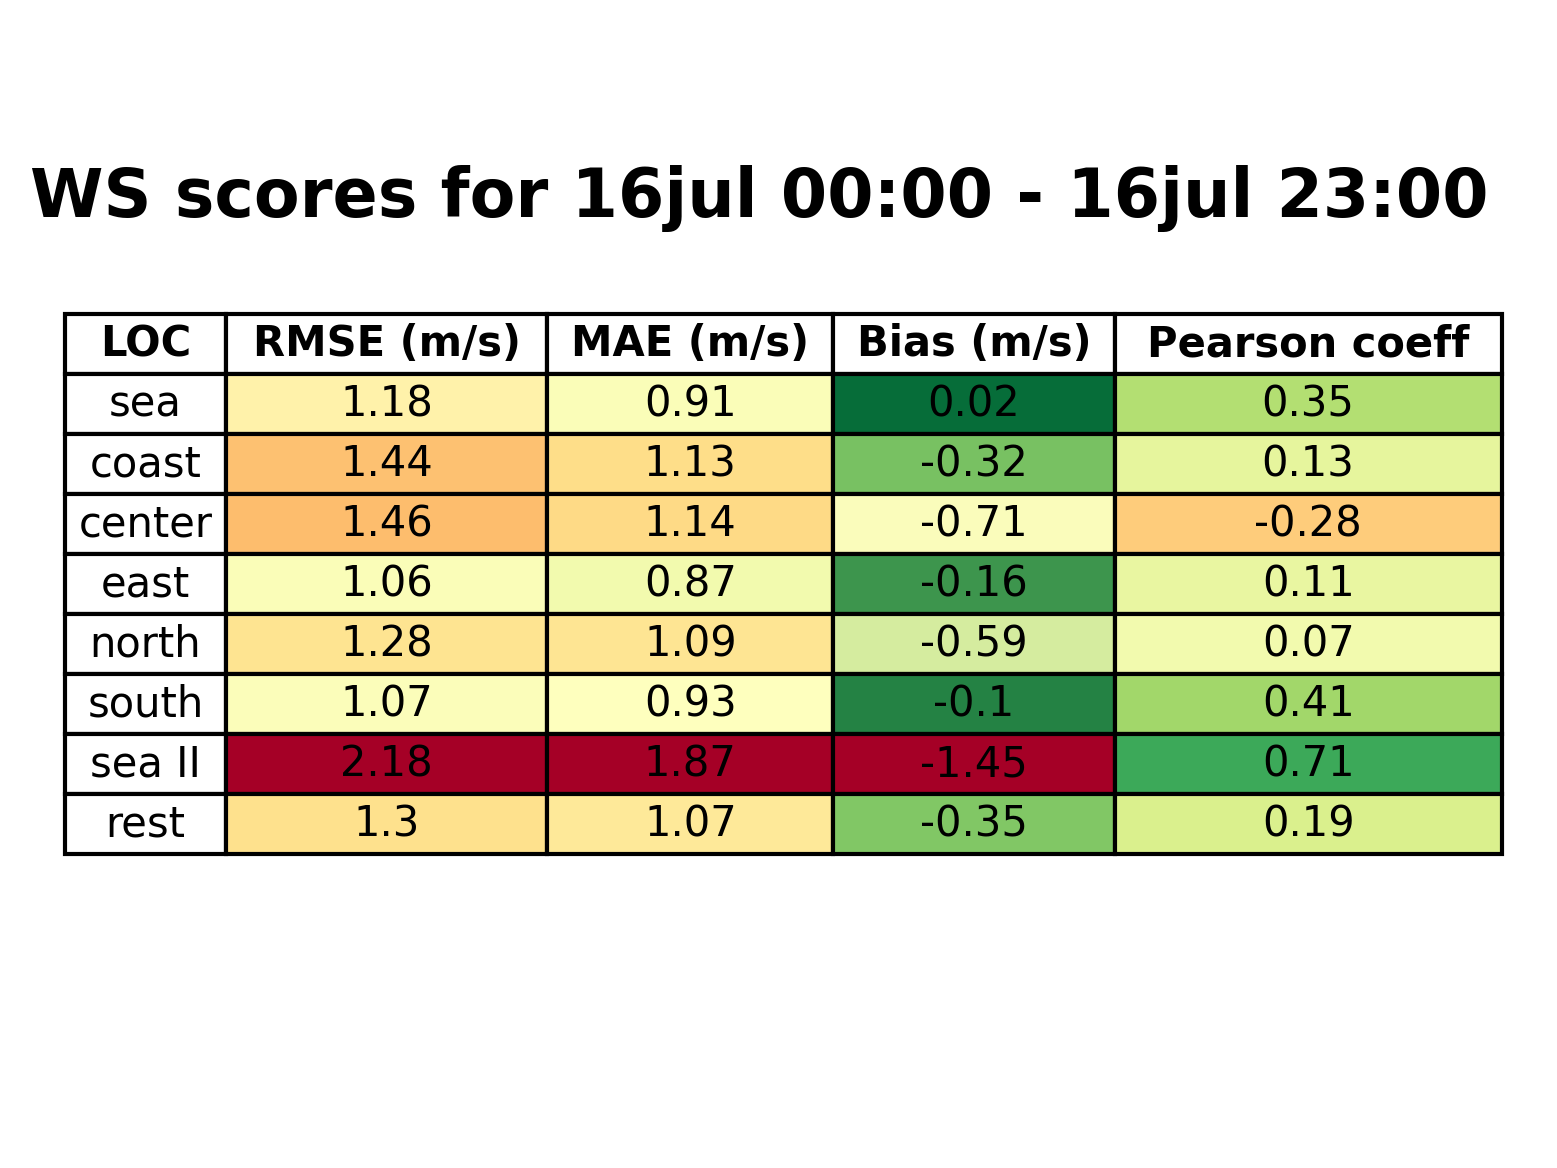 WS scores for 16jul 00:00 - 16jul 23:00
LOC RMSE (m/s) MAE (m/s) Bias (m/s) Pearson coeff
sea 1.18 0.91 0.02 0.35
coast 1.44 1.13 -0.32 0.13
center 1.46 1.14 -0.71 -0.28
east 1.06 0.87 -0.16 0.11
north 1.28 1.09 -0.59 0.07
south 1.07 0.93 -0.1 0.41
sea II 2.18 1.87 -1.45 0.71
rest 1.3 1.07 -0.35 0.19